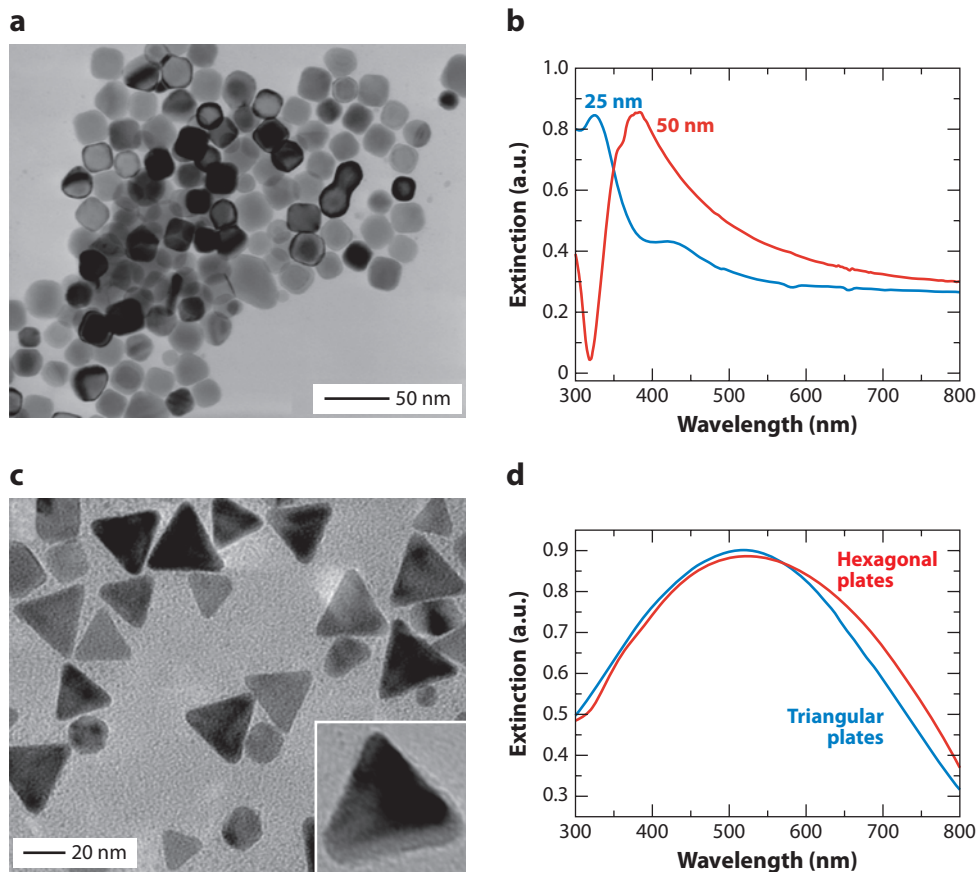 a
50 nm
b
Extinction (a.u.)
1.0
0.8
0.6
0.4
0.2
0
25 nm
50 nm
300 400 500 600 700 800
Wavelength (nm)
c
20 nm
d
Extinction (a.u.)
0.9
0.8
0.7
0.6
0.5
0.4
0.3
Hexagonal
plates
Triangular
plates
300 400 500 600 700 800
Wavelength (nm)